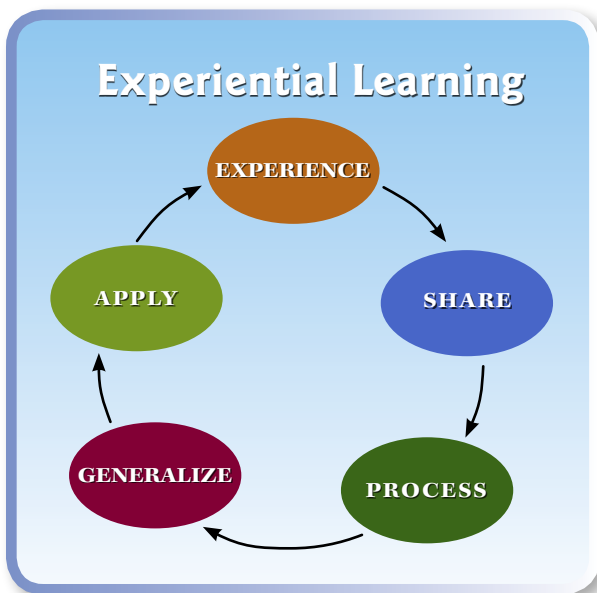 Experiential Learning
EXPERIENCE
SHARE
PROCESS
GENERALIZE
APPLY